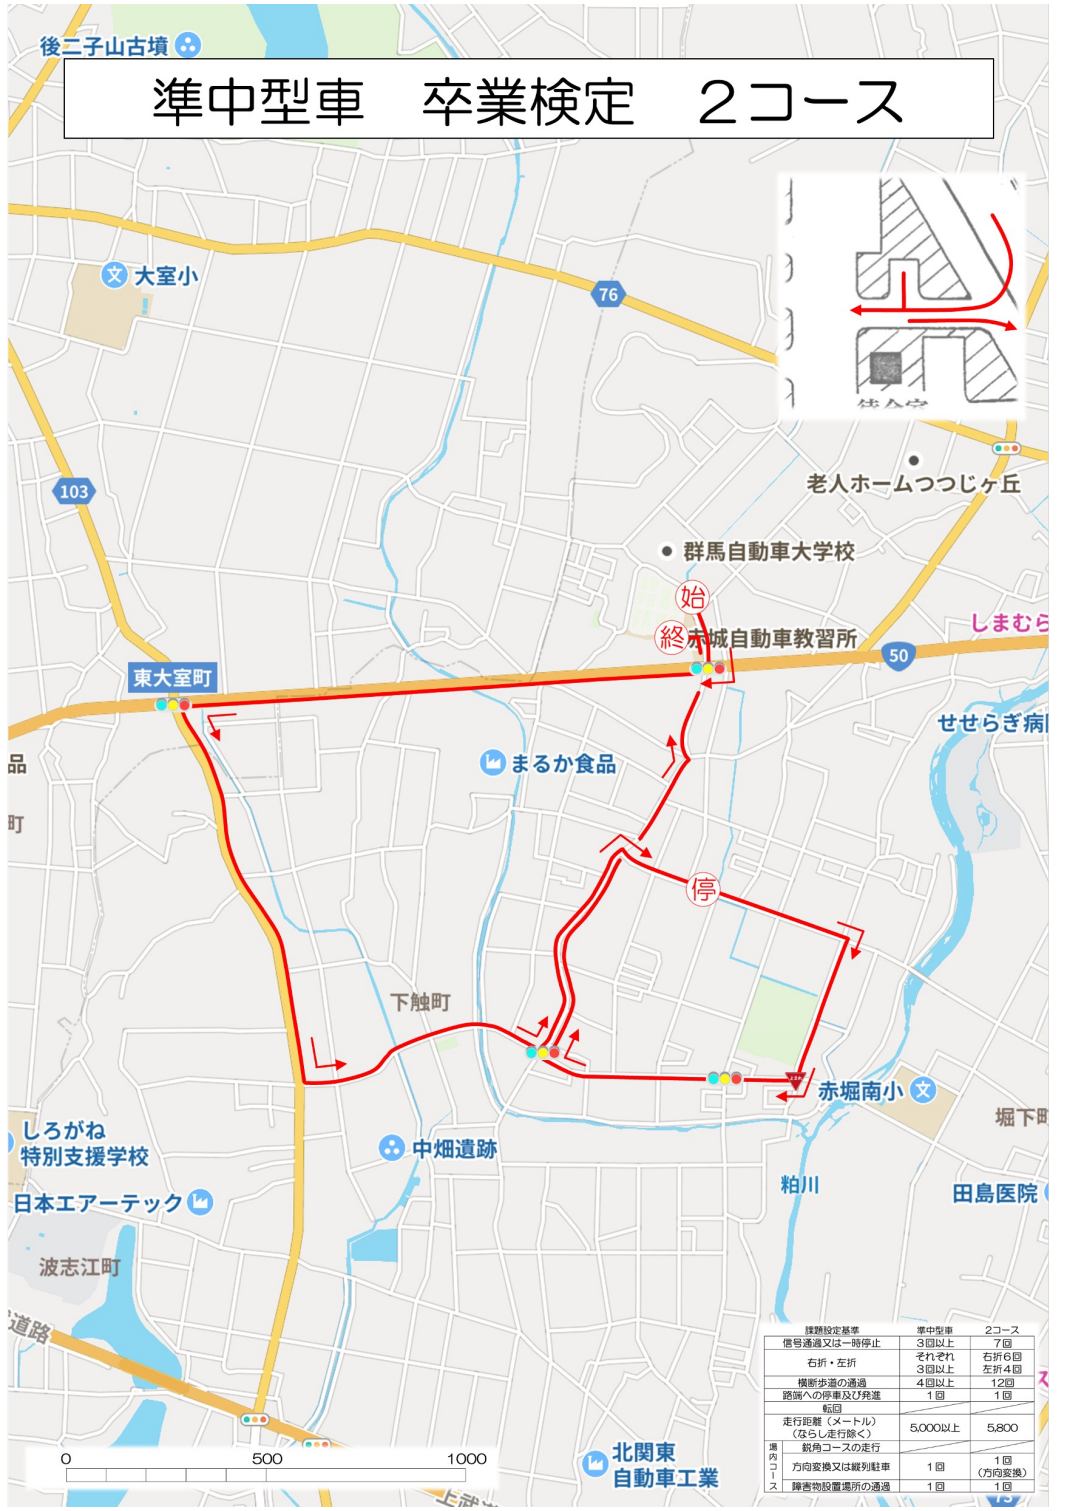 後二子山古墳
準中型車　卒業検定　２コース
大室小
76
103
老人ホームつつじヶ丘
群馬自動車大学校
始
終
赤城自動車教習所
しまむら
50
東大室町
せせらぎ病
まるか食品
品
町
停
下触町
赤堀南小
堀下町
しろがね
特別支援学校
中畑遺跡
粕川
田島医院
日本エアーテック
波志江町
道路
課題設定基準 準中型車 2コース
信号通過又は一時停止 3回以上 7回
右折・左折 それぞれ 3回以上 右折6回 左折4回
横断歩道の通過 4回以上 12回
路端への停車及び発進 1回 1回
転回
走行距離（メートル）（ならし走行除く） 5,000以上 5,800
場内コース
鋭角コースの走行
方向変換又は縦列駐車 1回 1回（方向変換）
障害物設置場所の通過 1回 1回
0 500 1000
北関東
自動車工業
上武道
73